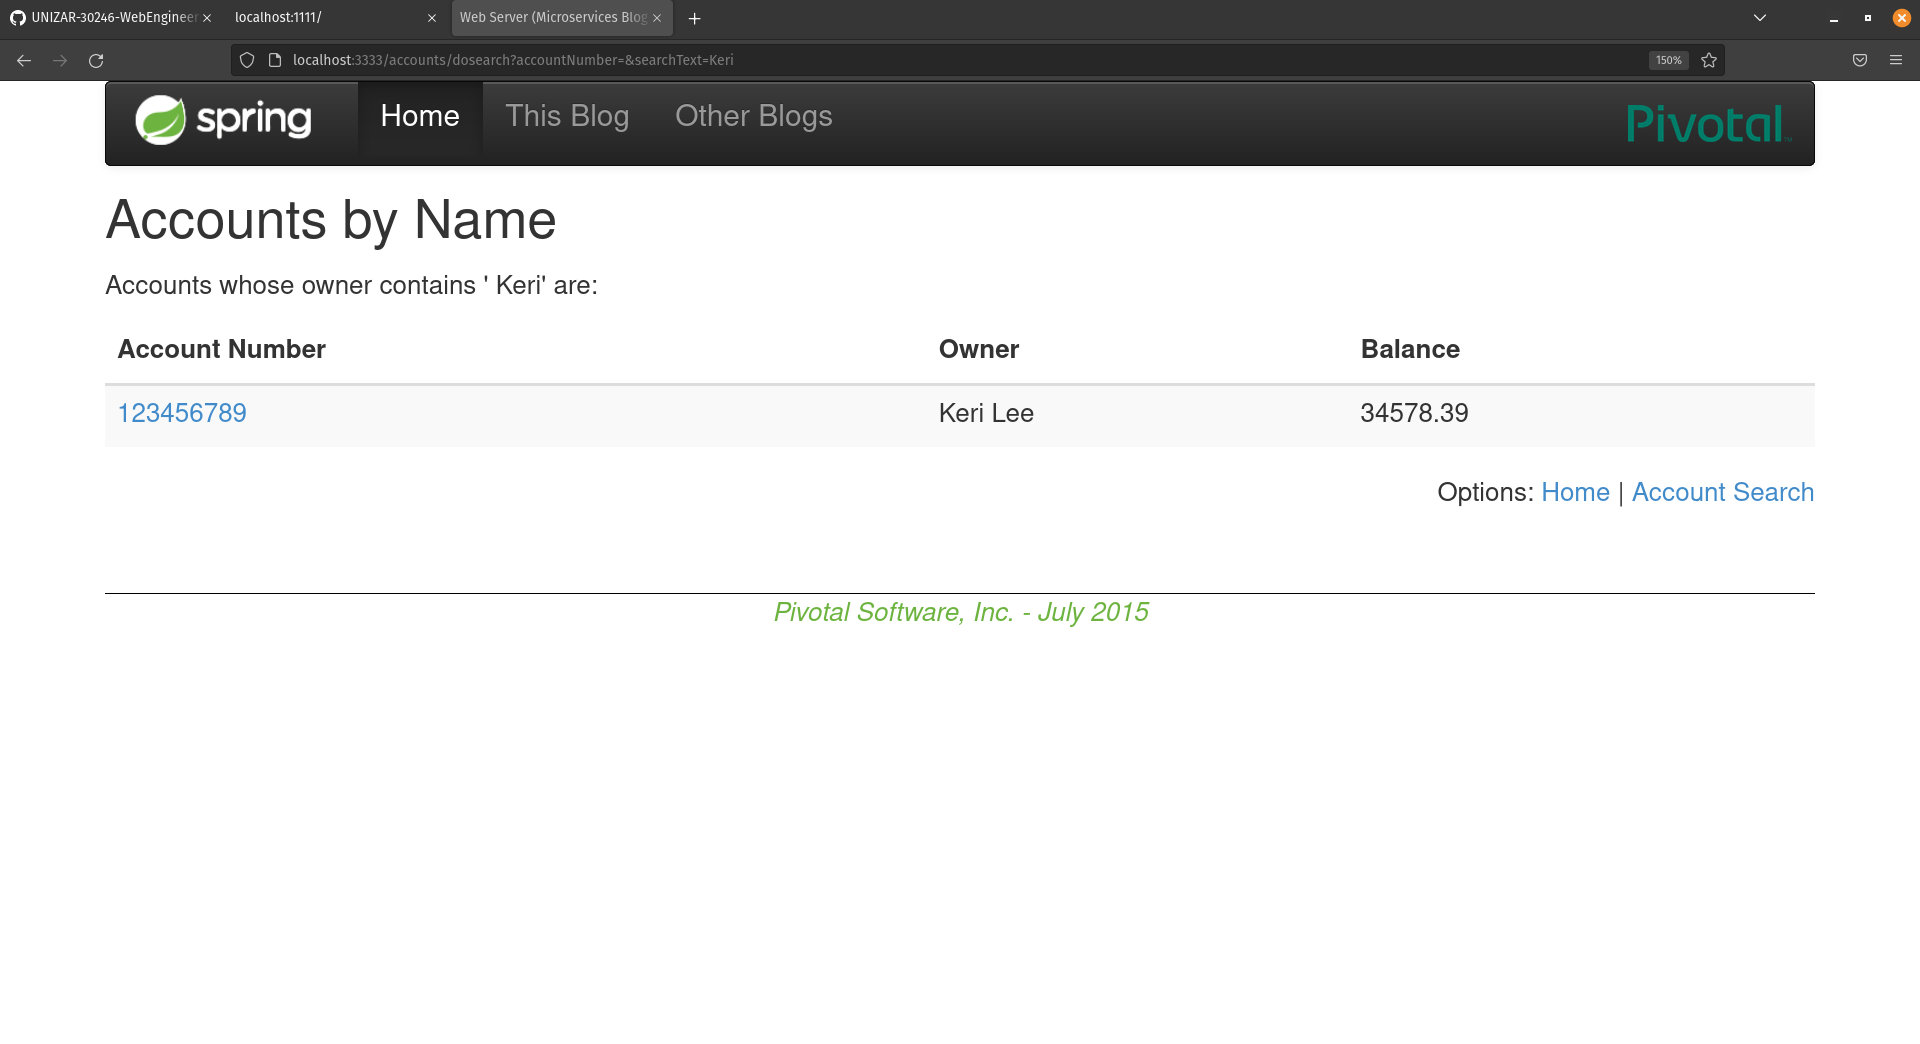 UNIZAR-30246-WebEngineer
localhost:1111/
Web Server (Microservices Blog
localhost:3333/accounts/dosearch?accountNumber=&searchText=Keri
150%
spring
Home
This Blog
Other Blogs
Pivotal™
Accounts by Name
Accounts whose owner contains ' Keri' are:
Account Number Owner Balance
123456789 Keri Lee 34578.39
Options: Home | Account Search
Pivotal Software, Inc. - July 2015